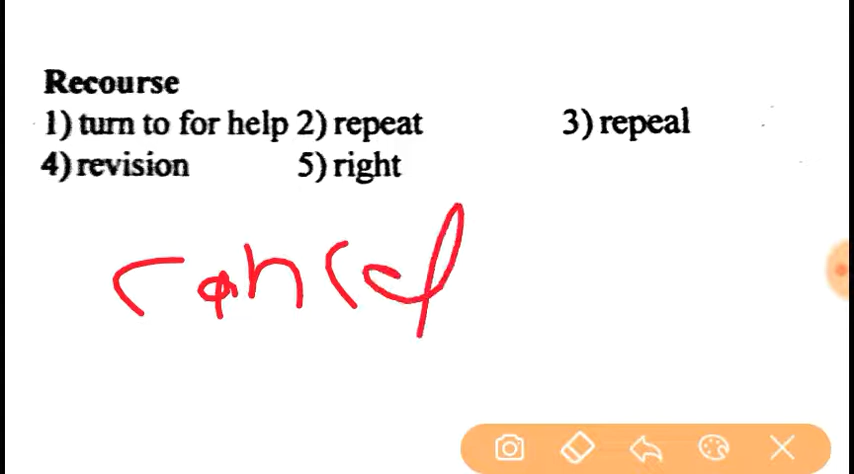 Recourse
1) turn to for help 2) repeat 3) repeal
4) revision 5) right
cancel